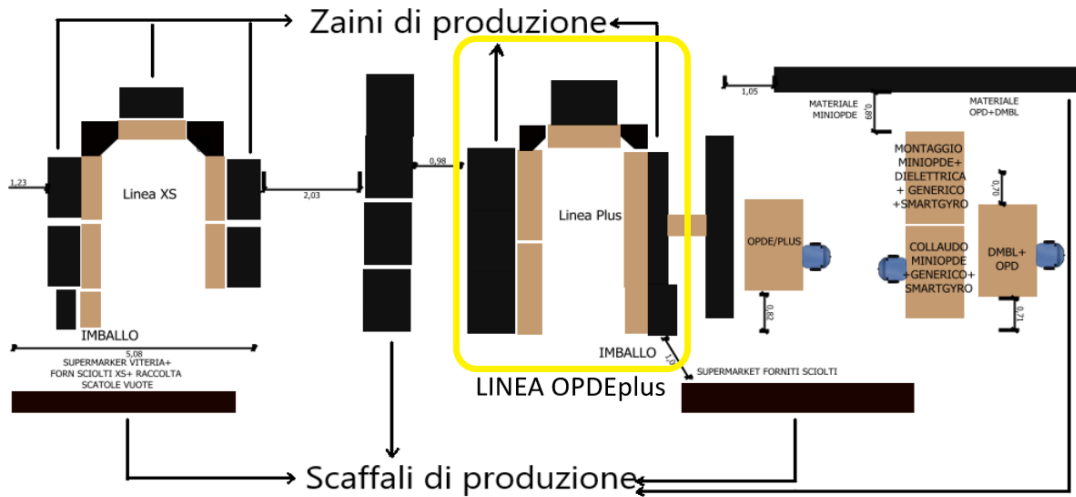 Zaini di produzione
1,05
MATERIALE
MINIOPDE
0,89
MATERIALE
OPD+DMBL
MONTAGGIO
MINIOPDE+
DIELETTRICA
+ GENERICO
+SMARTGYRO
0,70
1,23
Linea XS
2,03
0,98
Linea Plus
OPDE/PLUS
COLLAUDO
MINIOPDE
+GENERICO+
SMARTGYRO
DMBL+
OPD
0,82
0,71
IMBALLO
5,08
SUPERMARKER VITERIA+
FORN SCIOLTI XS+ RACCOLTA
SCATOLE VUOTE
IMBALLO
SUPERMARKET FORNITI SCIOLTI
LINEA OPDEplus
Scaffali di produzione